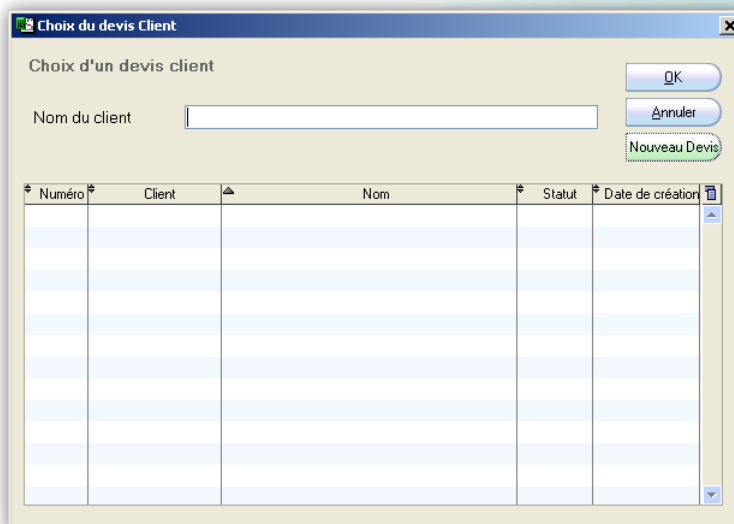 Choix du devis Client
Choix d'un devis client
OK
Nom du client
Annuler
Nouveau Devis
Numéro Client Nom Statut Date de création